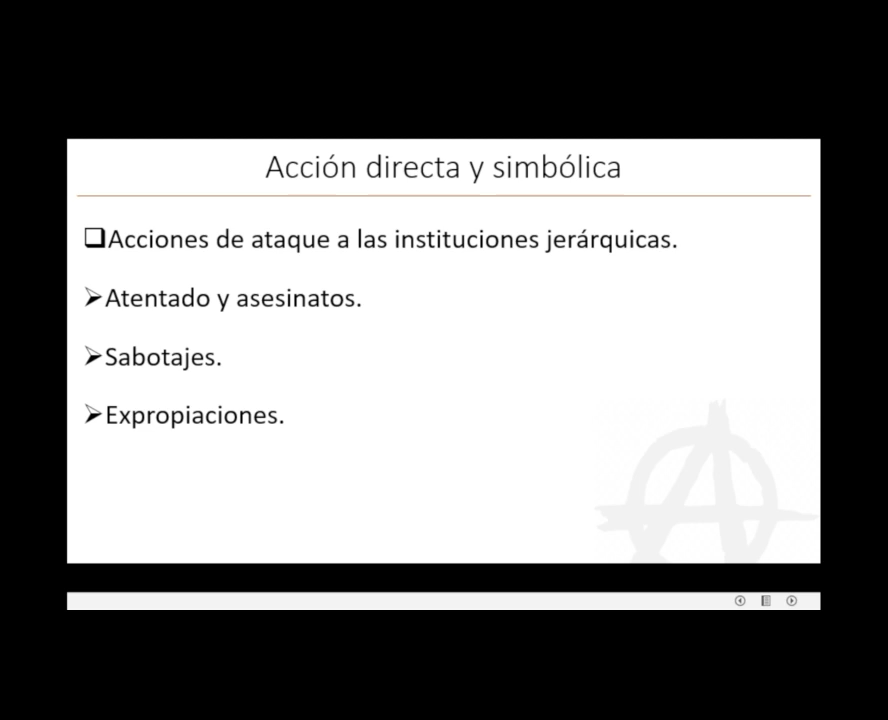 Acción directa y simbólica
❑Acciones de ataque a las instituciones jerárquicas.
➢Atentado y asesinatos.
➢Sabotajes.
➢Expropiaciones.